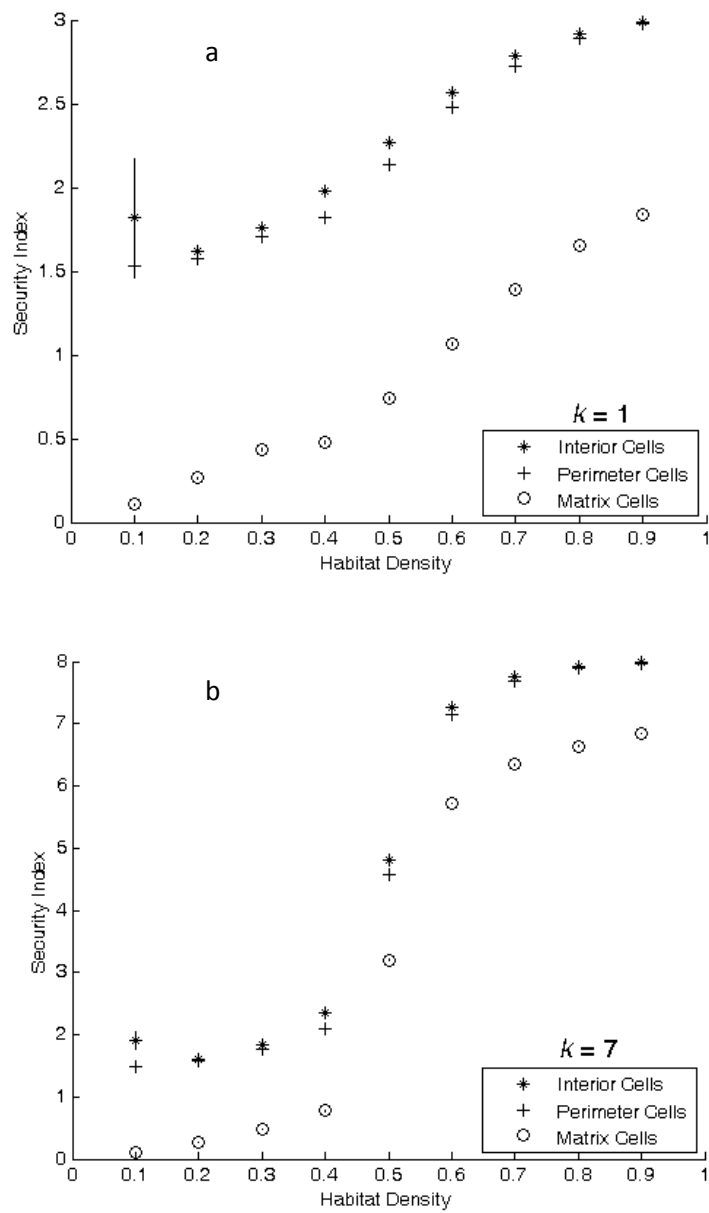 a
3
2.5
2
1.5
1
0.5
0
Security Index
k = 1
Interior Cells
Perimeter Cells
Matrix Cells
0 0.1 0.2 0.3 0.4 0.5 0.6 0.7 0.8 0.9 1
Habitat Density
b
8
7
6
5
4
3
2
1
0
Security Index
k = 7
Interior Cells
Perimeter Cells
Matrix Cells
0 0.1 0.2 0.3 0.4 0.5 0.6 0.7 0.8 0.9 1
Habitat Density